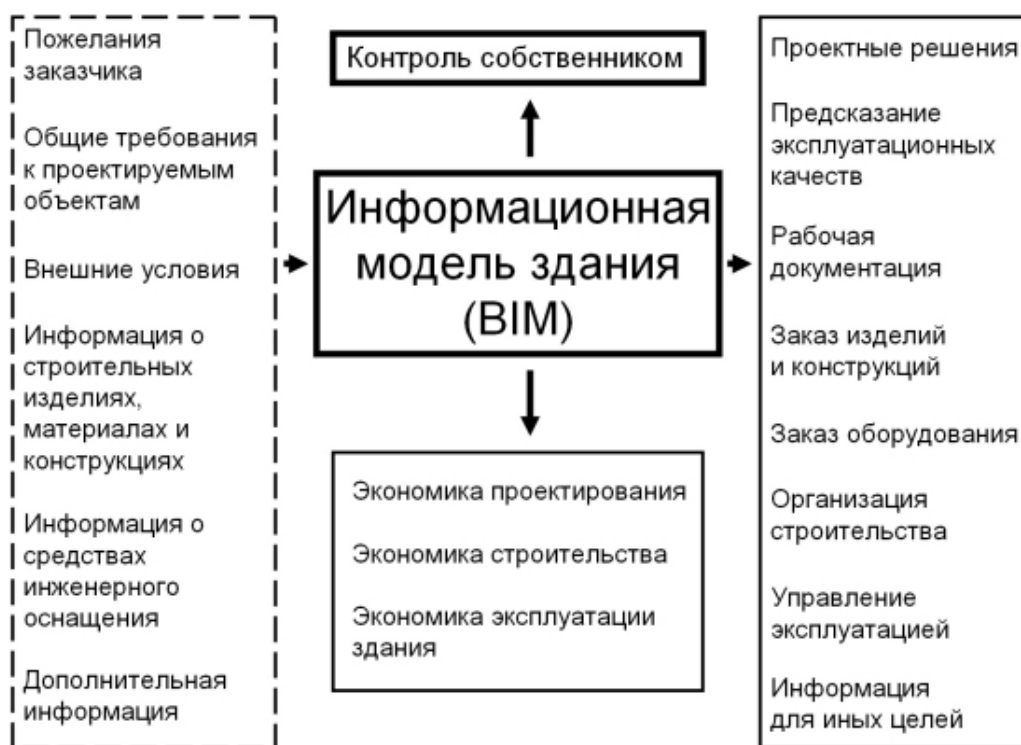 Пожелания
заказчика
Общие требования
к проектируемым
объектам
Внешние условия
Информация о
строительных
изделиях,
материалах и
конструкциях
Информация о
средствах
инженерного
оснащения
Дополнительная
информация
Контроль собственником
Информационная
модель здания
(BIM)
Экономика проектирования
Экономика строительства
Экономика эксплуатации
здания
Проектные решения
Предсказание
эксплуатационных
качеств
Рабочая
документация
Заказ изделий
и конструкций
Заказ оборудования
Организация
строительства
Управление
эксплуатацией
Информация
для иных целей